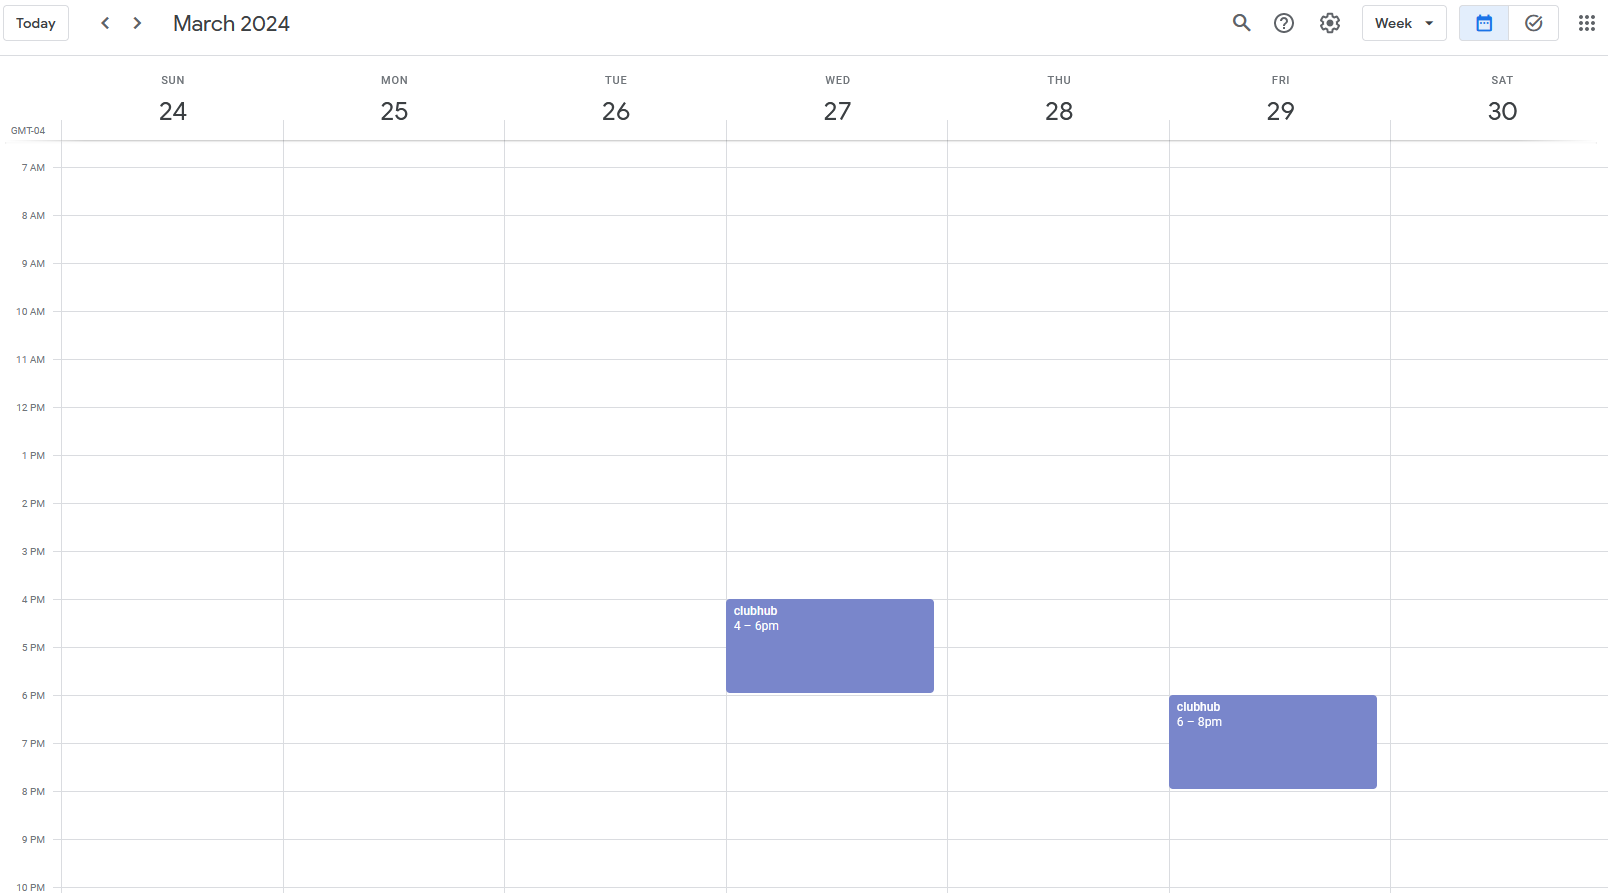 Today
March 2024
Week
SUN MON TUE WED THU FRI SAT
24 25 26 27 28 29 30
GMT-04
7 AM
8 AM
9 AM
10 AM
11 AM
12 PM
1 PM
2 PM
3 PM
4 PM
clubhub
4 – 6pm
5 PM
6 PM
clubhub
6 – 8pm
7 PM
8 PM
9 PM
10 PM